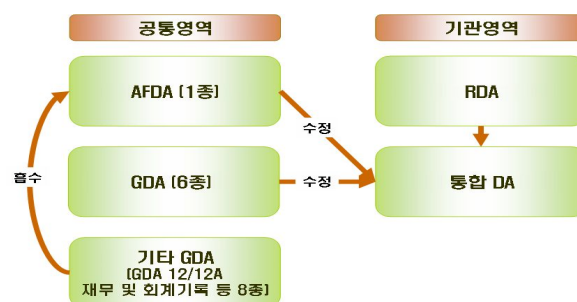 공통영역
기관영역
AFDA (1종)
RDA
수정
흡수
GDA (6종)
수정
통합 DA
기타 GDA
(GDA 12/12A
재무 및 회계기록 등 8종)